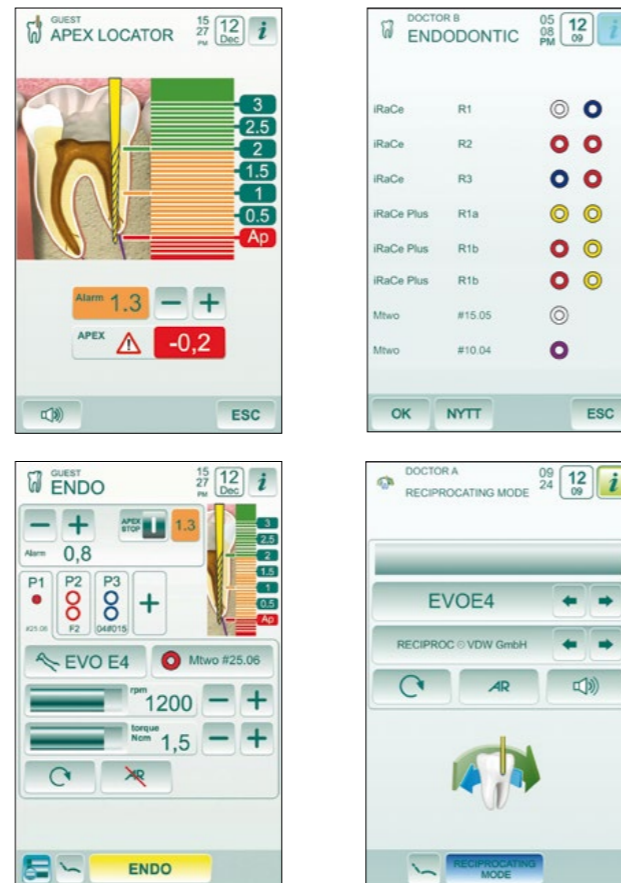 GUEST
APEX LOCATOR
15
27
PM
12
Dec
i
3
2.5
2
1.5
1
0.5
Ap
Alarm 1.3
APEX
-0,2
ESC
DOCTOR B
ENDODONTIC
05
08
PM
12
09
i
iRaCe R1
iRaCe R2
iRaCe R3
iRaCe Plus R1a
iRaCe Plus R1b
iRaCe Plus R1b
Mtwo #15.05
Mtwo #10.04
OK NYTT ESC
GUEST
ENDO
15
27
PM
12
Dec
i
APEX
STOP
1.3
Alarm 0,8
3
2.5
2
1.5
1
0.5
Ap
P1 P2 P3
#25.06 F2 04#015
EVO E4 Mtwo #25.06
rpm
1200
torque
Ncm 1,5
AR
ENDO
DOCTOR A
RECIPROCATING MODE
09
24
12
09
i
EVOE4
RECIPROC VDW GmbH
AR
RECIPROCATING
MODE